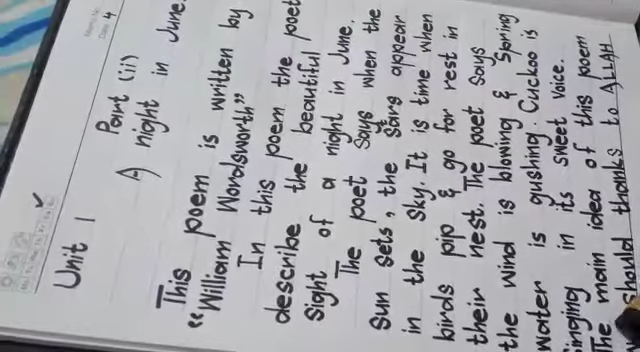 Unit 1
Part (ii)
A night in June.
This poem is written by
"William Wordsworth"
In this poem the poet
describe the beautiful
sight of a night in June.
The poet says when the
sun sets, the stars appear
in the sky. It is time when
birds pip & go for rest in
their nest. The poet says
the wind is blowing & Spring
water is gushing. Cuckoo is
singing in its sweet voice.
The main idea of this poem
should thanks to ALLAH